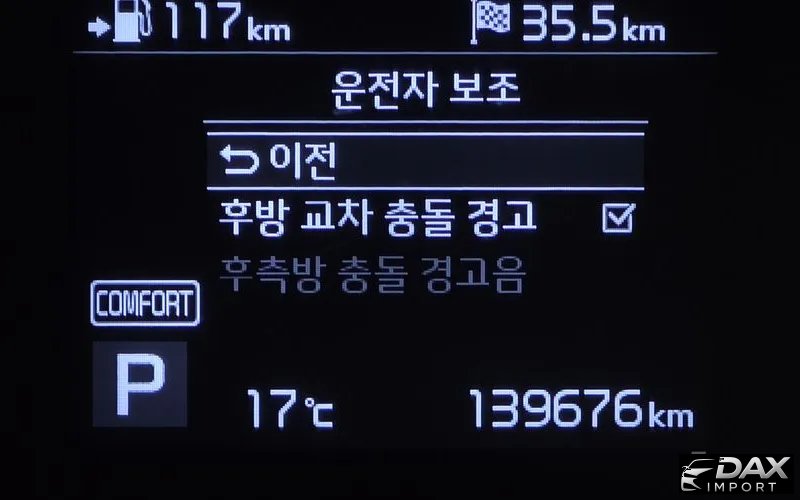 117km 35.5km
운전자 보조
이전
후방 교차 충돌 경고
후측방 충돌 경고음
COMFORT
P
17℃ 139676km
DAX
IMPORT